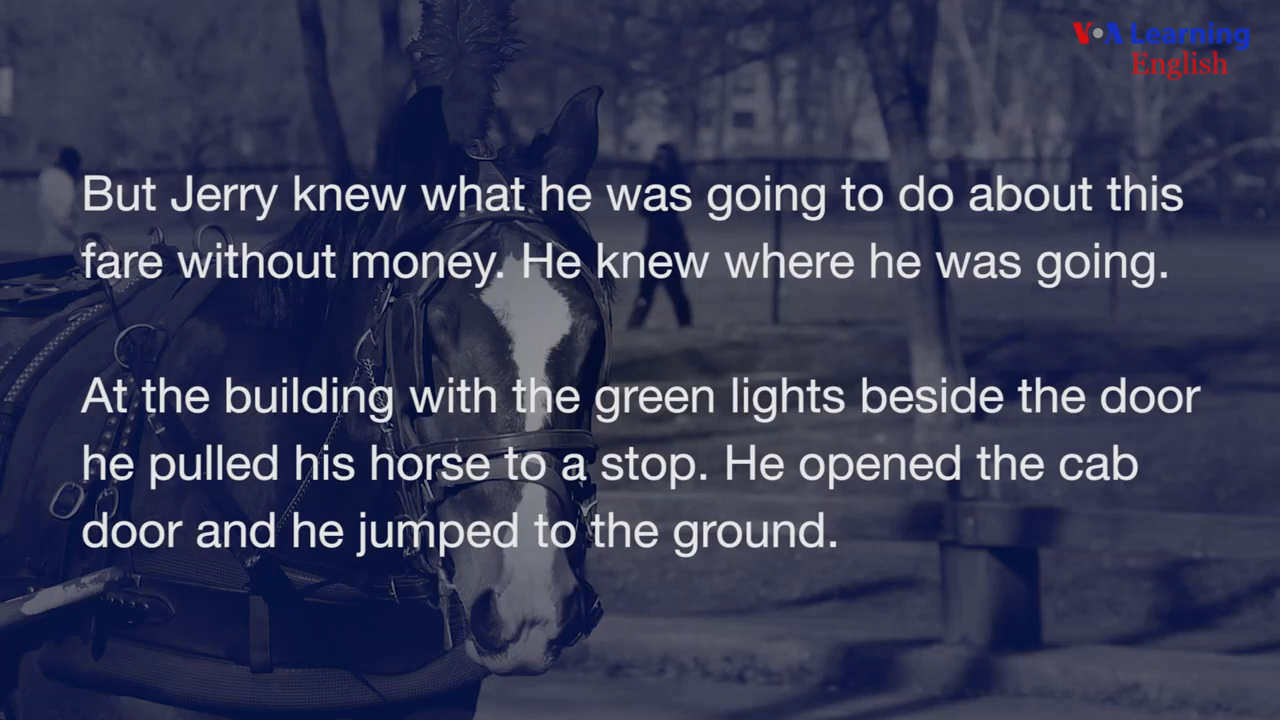 VOA Learning
English
But Jerry knew what he was going to do about this
fare without money. He knew where he was going.
At the building with the green lights beside the door
he pulled his horse to a stop. He opened the cab
door and he jumped to the ground.